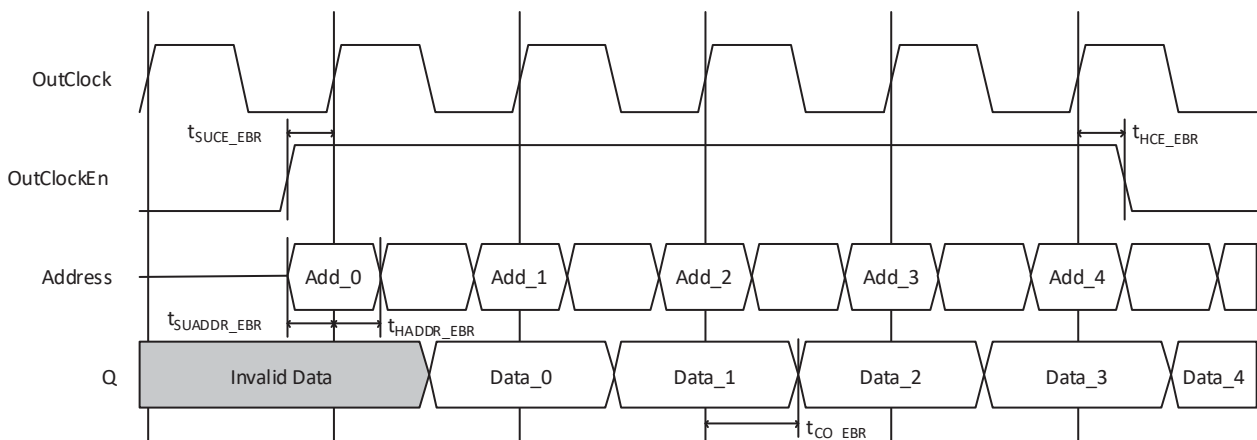 OutClock
tSUCE_EBR
tHCE_EBR
OutClockEn
Address
Add_0
Add_1
Add_2
Add_3
Add_4
tSUADDR_EBR
tHADDR_EBR
Q
Invalid Data
Data_0
Data_1
Data_2
Data_3
Data_4
tCO_EBR